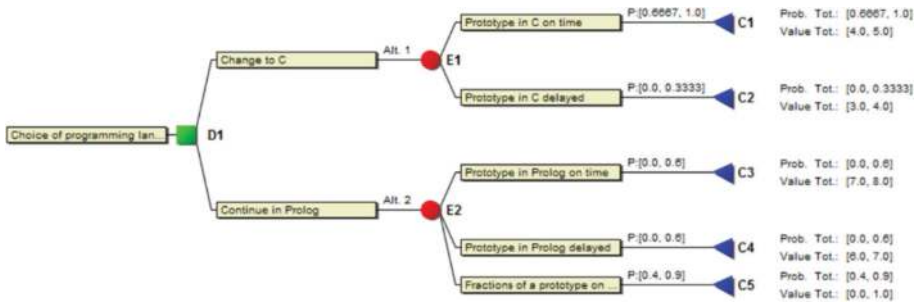 P:[0.6667, 1.0]
Prob. Tot.: [0.6667, 1.0]
Prototype in C on time
C1
Value Tot.: [4.0, 5.0]
Alt. 1
Change to C
E1
P:[0.0, 0.3333]
Prob. Tot.: [0.0, 0.3333]
Prototype in C delayed
C2
Value Tot.: [3.0, 4.0]
Choice of programming lan...
D1
P:[0.0, 0.6]
Prob. Tot.: [0.0, 0.6]
Prototype in Prolog on time
C3
Value Tot.: [7.0, 8.0]
Alt. 2
Continue in Prolog
E2
P:[0.0, 0.6]
Prob. Tot.: [0.0, 0.6]
Prototype in Prolog delayed
C4
Value Tot.: [6.0, 7.0]
P:[0.4, 0.9]
Prob. Tot.: [0.4, 0.9]
Fractions of a prototype on ...
C5
Value Tot.: [0.0, 1.0]